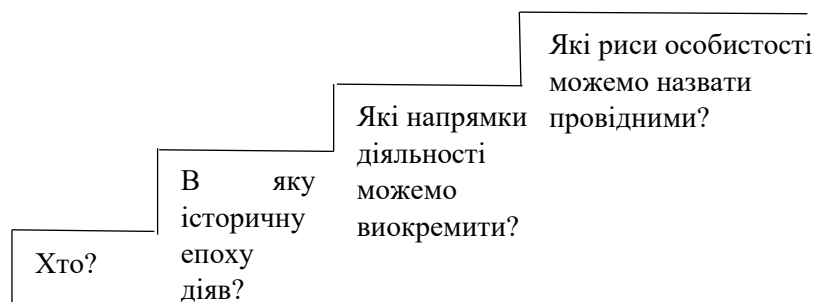 Хто?
В яку
історичну
епоху
діяв?
Які напрямки
діяльності
можемо
виокремити?
Які риси особистості
можемо назвати
провідними?